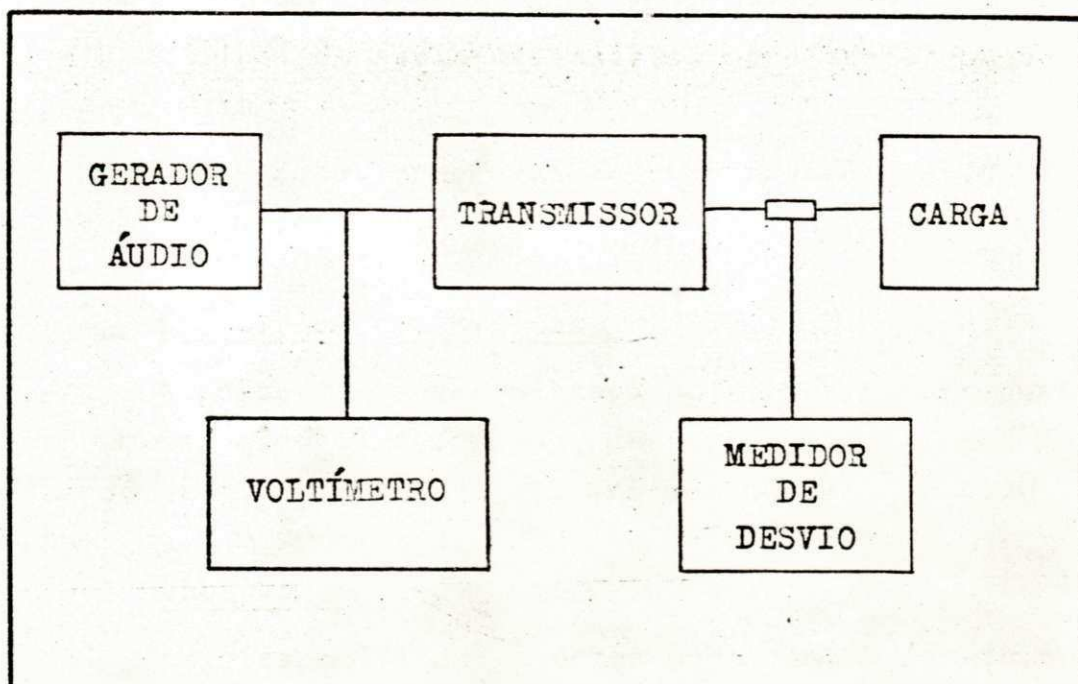 GERADOR
DE
ÁUDIO
TRANSMISSOR
CARGA
VOLTÍMETRO
MEDIDOR
DE
DESVIO